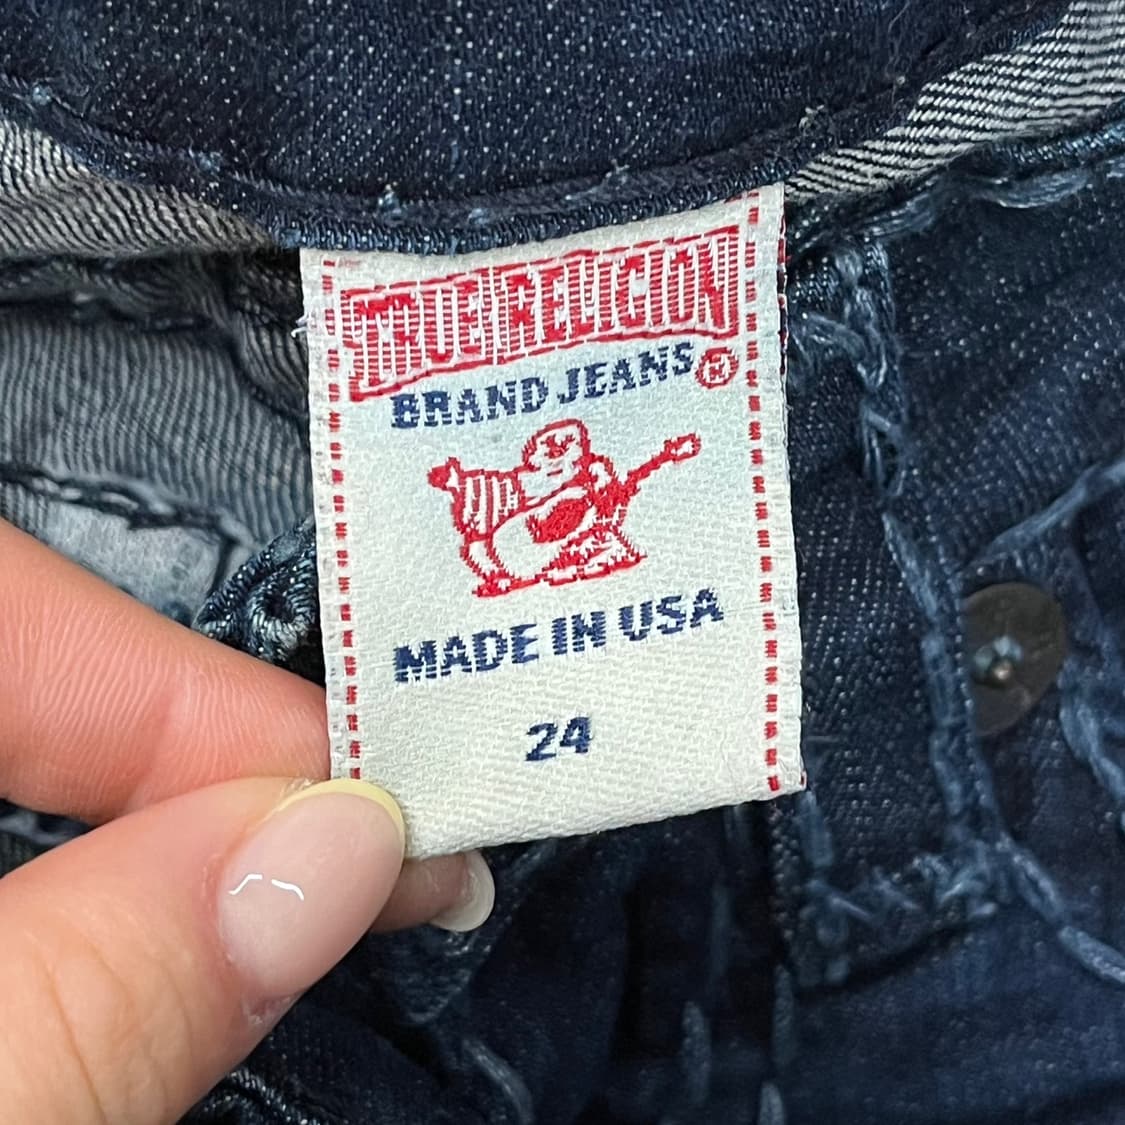 TRUE RELIGION
BRAND JEANS®
MADE IN USA
24